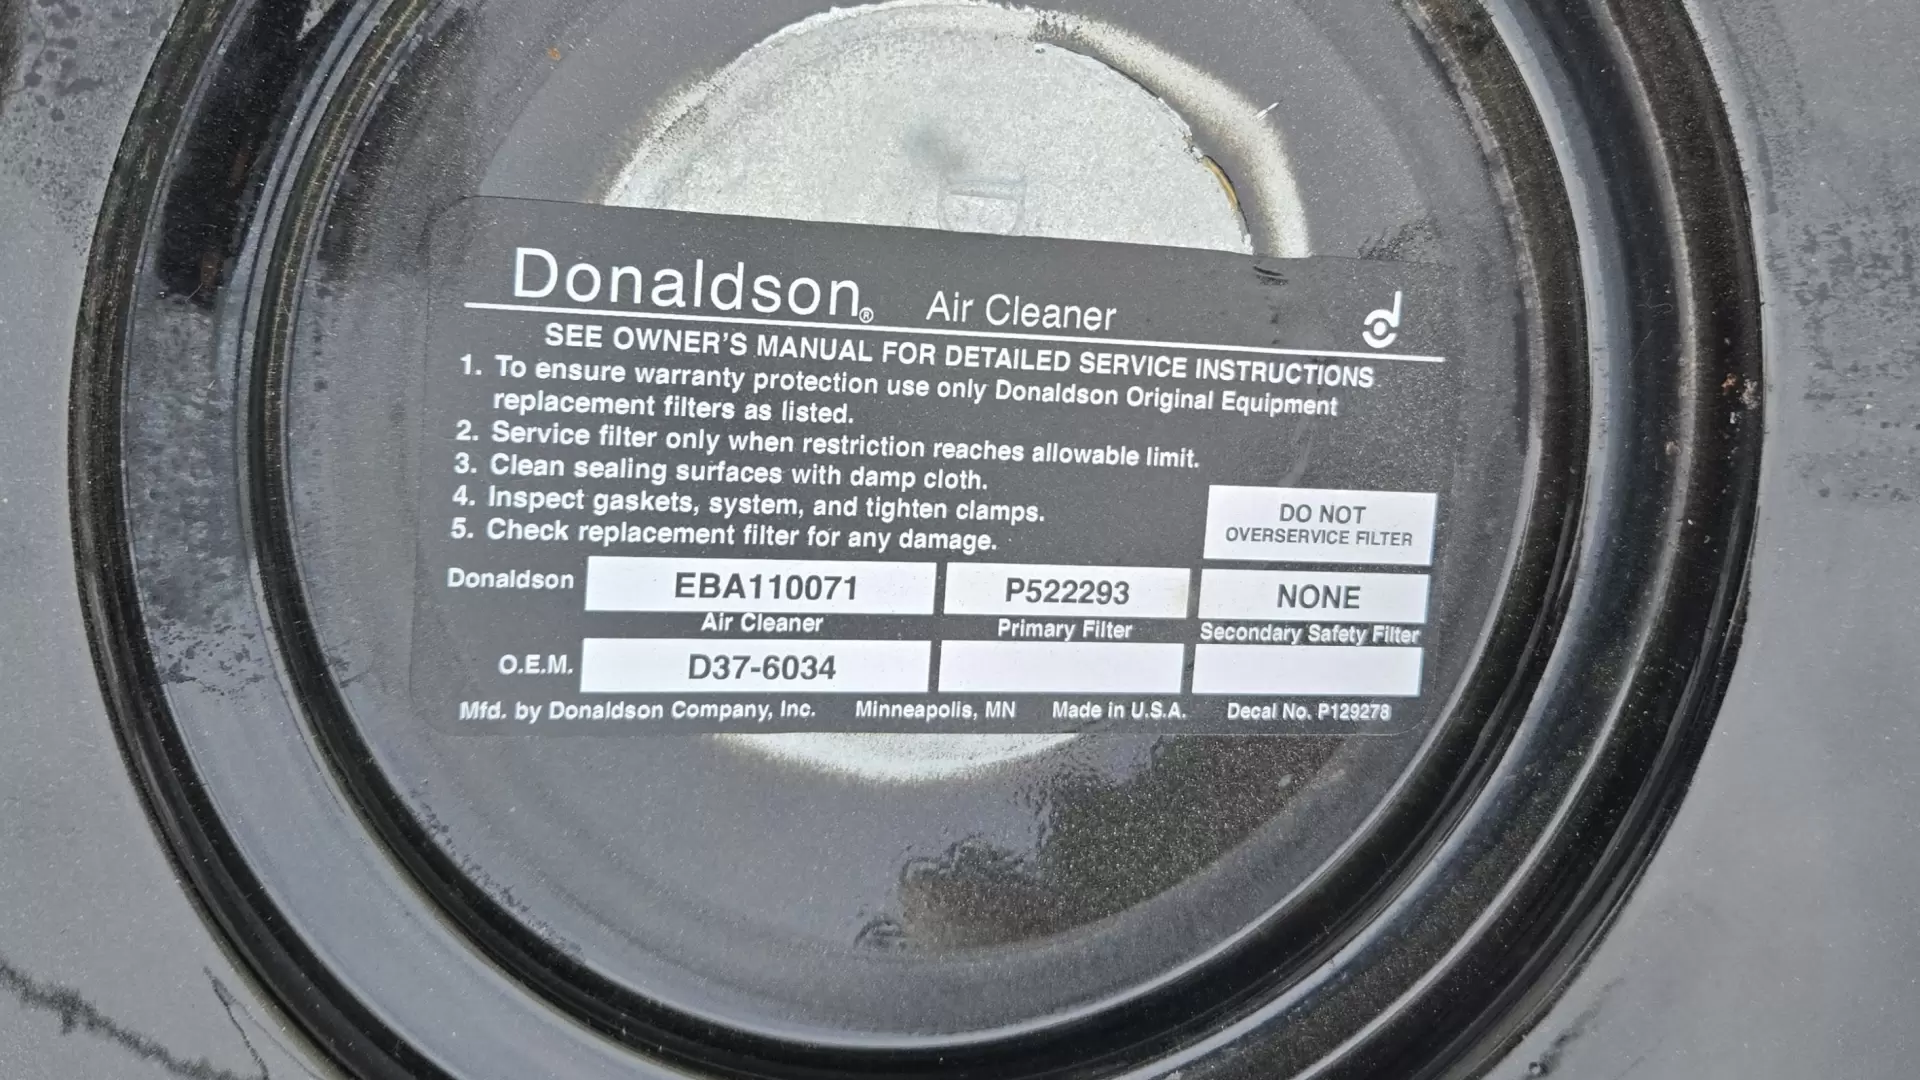 Donaldson® Air Cleaner
SEE OWNER'S MANUAL FOR DETAILED SERVICE INSTRUCTIONS
1. To ensure warranty protection use only Donaldson Original Equipment
replacement filters as listed.
2. Service filter only when restriction reaches allowable limit.
3. Clean sealing surfaces with damp cloth.
4. Inspect gaskets, system, and tighten clamps.
5. Check replacement filter for any damage.
DO NOT
OVERSERVICE FILTER
Donaldson EBA110071 P522293 NONE
Air Cleaner Primary Filter Secondary Safety Filter
O.E.M. D37-6034
Mfd. by Donaldson Company, Inc. Minneapolis, MN Made in U.S.A. Decal No. P129278